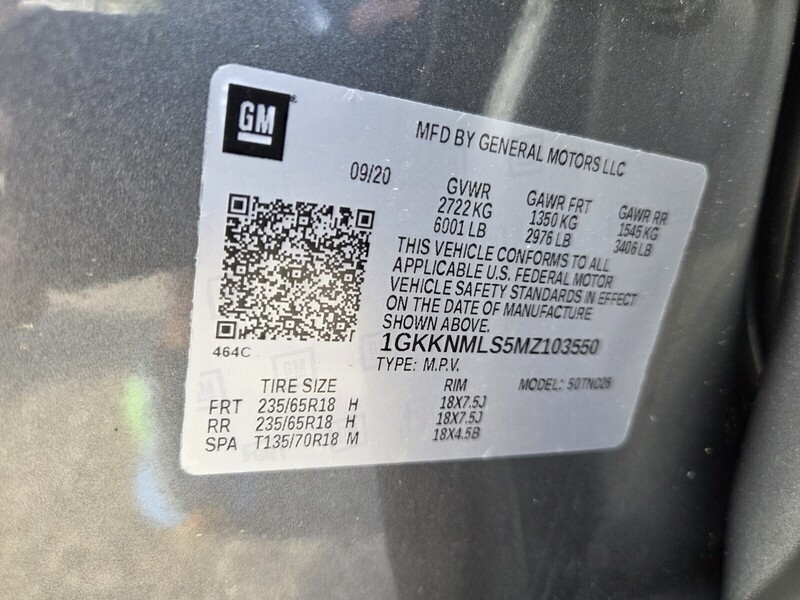 GM
MFD BY GENERAL MOTORS LLC
09/20
GVWR GAWR FRT GAWR RR
2722 KG 1350 KG 1545 KG
6001 LB 2976 LB 3406 LB
THIS VEHICLE CONFORMS TO ALL
APPLICABLE U.S. FEDERAL MOTOR
VEHICLE SAFETY STANDARDS IN EFFECT
ON THE DATE OF MANUFACTURE
SHOWN ABOVE.
1GKKNMLS5MZ103550
464C
TYPE: M.P.V.
TIRE SIZE RIM MODEL:
FRT 235/65R18 H 18X7.5J
RR 235/65R18 H 18X7.5J
SPA T135/70R18 M 18X4.5B